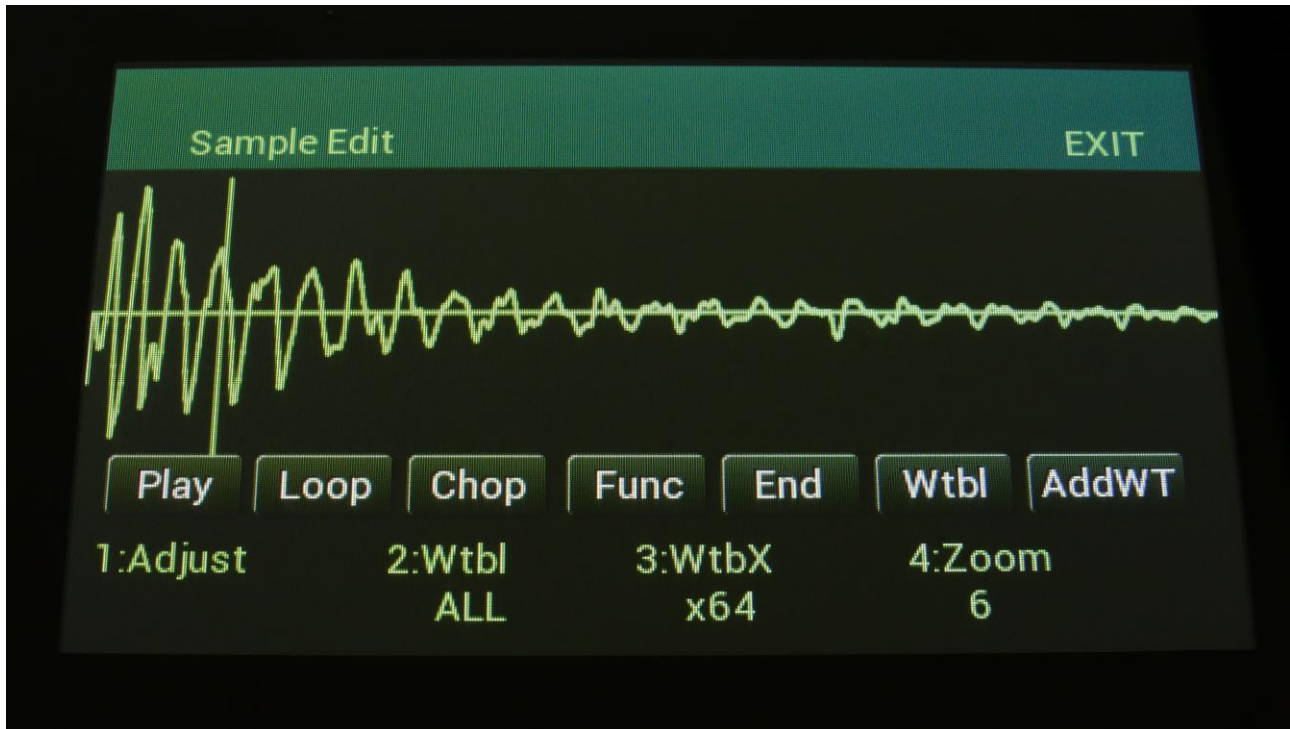 Sample Edit EXIT
Play Loop Chop Func End Wtbl AddWT
1:Adjust 2:Wtbl 3:WtbX 4:Zoom
ALL x64 6